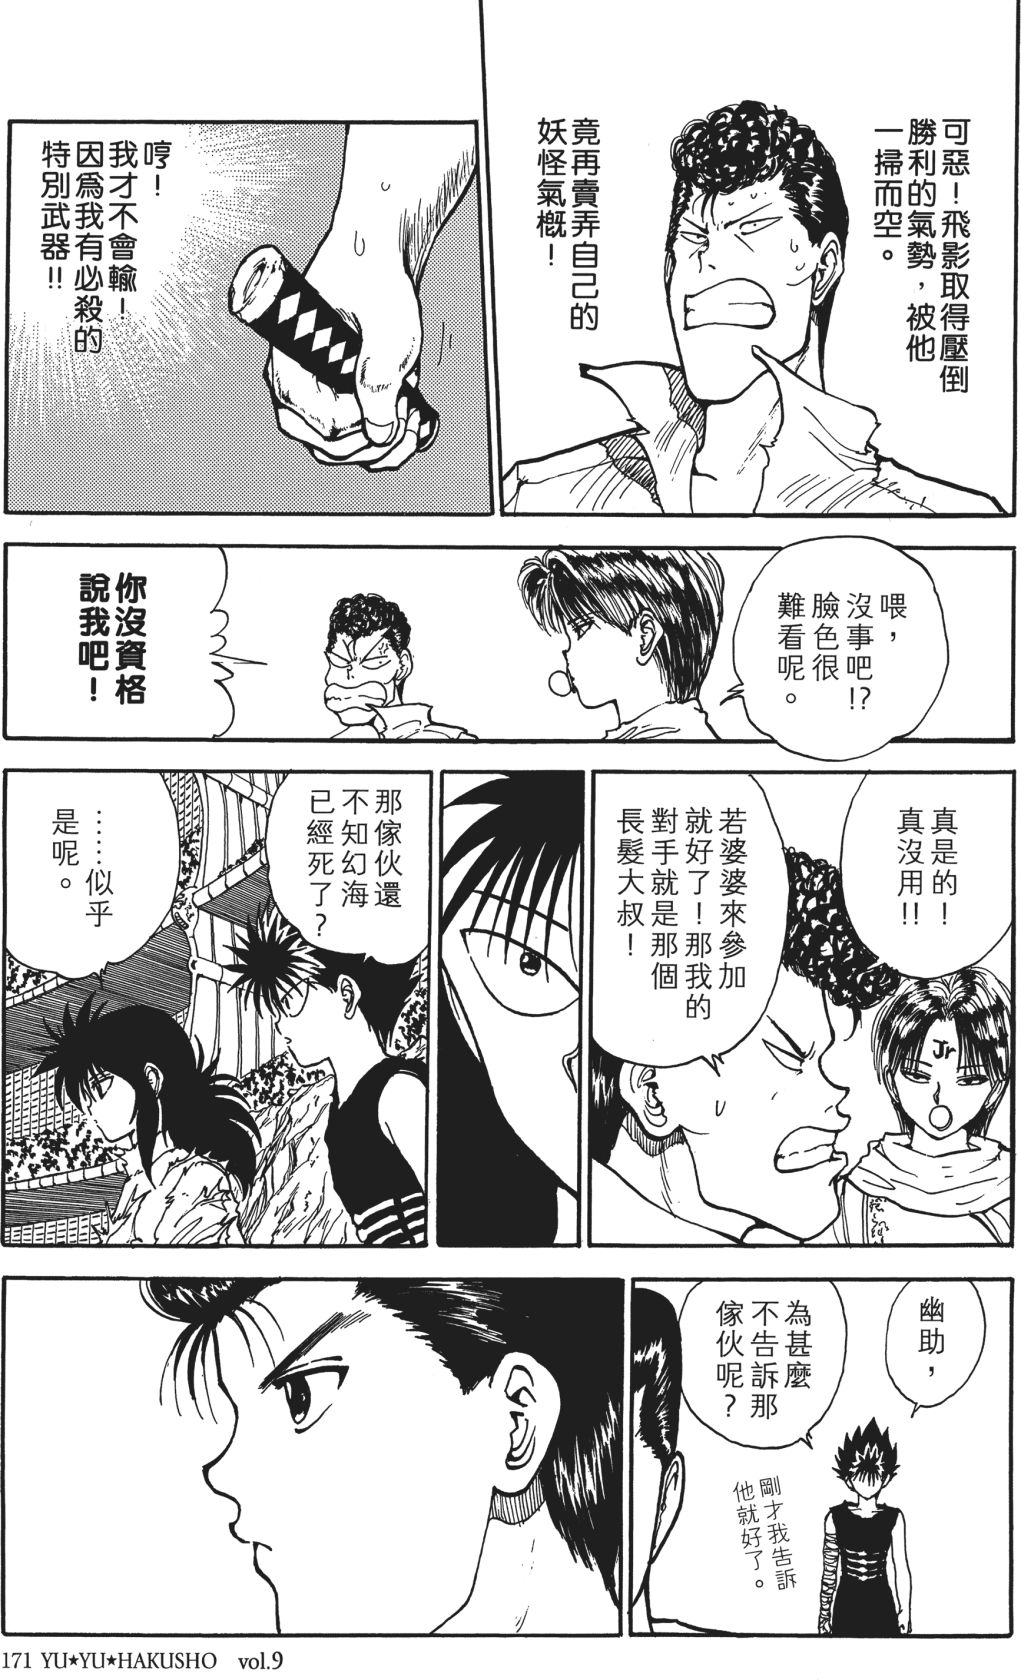 可惡！飛影取得壓倒
勝利的氣勢，被他
一掃而空。
竟再賣弄自己的
妖怪氣概！
哼！
我才不會輸！
因爲我有必殺的
特別武器!!
喂，
沒事吧!?
臉色很
難看呢。
你沒資格
說我吧！
真是的！
真沒用!!
若婆婆來參加
就好了！那我的
對手就是那個
長髮大叔！
Jr
那傢伙還
不知幻海
已經死了？
……似乎
是呢。
幽助，
為甚麼
不告訴那
傢伙呢？
剛才我告訴
他就好了。
171 YU★YU★HAKUSHO vol.9